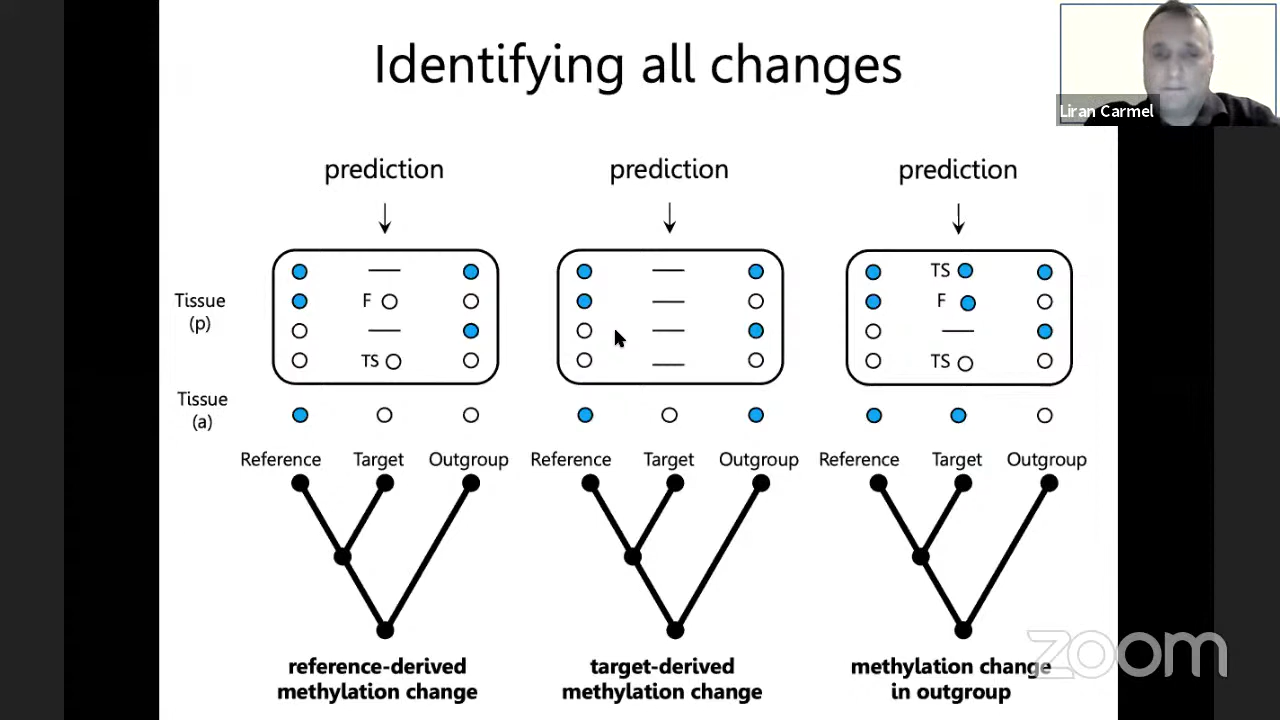 Identifying all changes
Liran Carmel
prediction
prediction
prediction
Tissue
(p)
F
TS
TS
F
TS
Tissue
(a)
Reference Target Outgroup
Reference Target Outgroup
Reference Target Outgroup
reference-derived
methylation change
target-derived
methylation change
methylation change
in outgroup
zoom